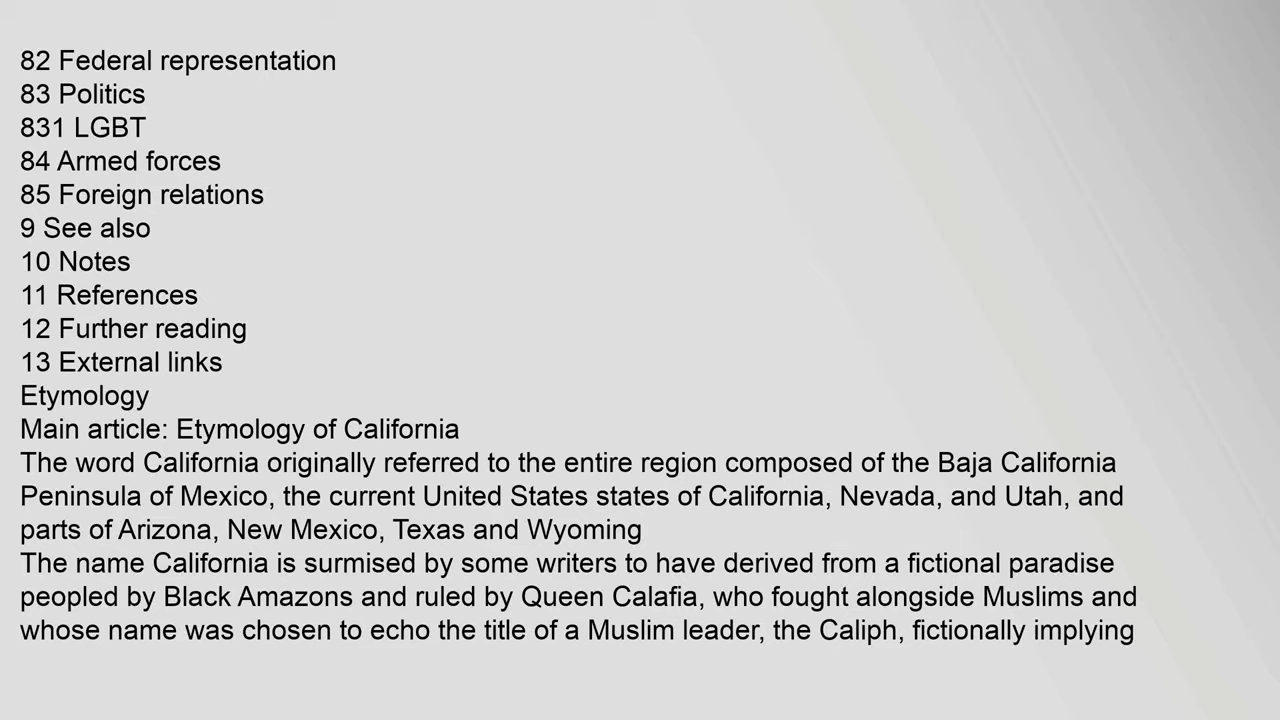 82 Federal representation
83 Politics
831 LGBT
84 Armed forces
85 Foreign relations
9 See also
10 Notes
11 References
12 Further reading
13 External links
Etymology
Main article: Etymology of California
The word California originally referred to the entire region composed of the Baja California
Peninsula of Mexico, the current United States states of California, Nevada, and Utah, and
parts of Arizona, New Mexico, Texas and Wyoming
The name California is surmised by some writers to have derived from a fictional paradise
peopled by Black Amazons and ruled by Queen Calafia, who fought alongside Muslims and
whose name was chosen to echo the title of a Muslim leader, the Caliph, fictionally implying